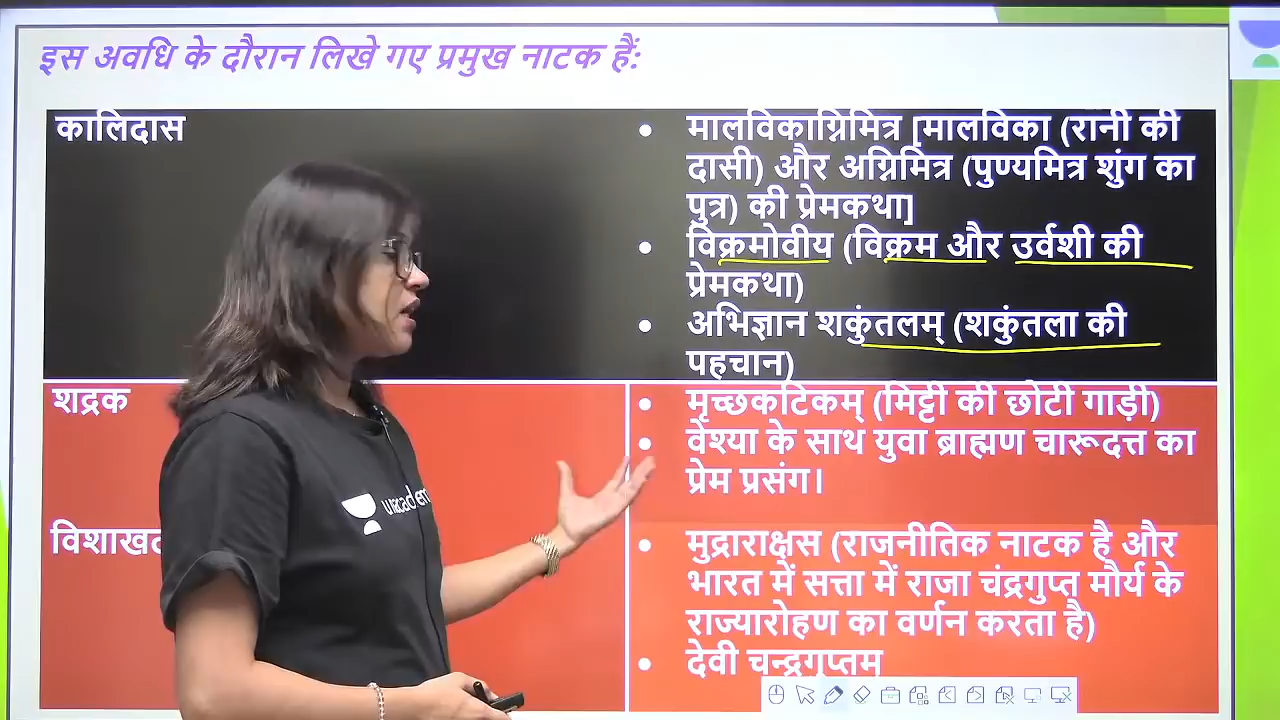 इस अवधि के दौरान लिखे गए प्रमुख नाटक हैं:
कालिदास
मालविकाग्निमित्र [मालविका (रानी की
दासी) और अग्निमित्र (पुण्यमित्र शुंग का
पुत्र) की प्रेमकथा]
विक्रमोवीय (विक्रम और उर्वशी की
प्रेमकथा)
अभिज्ञान शकुंतलम् (शकुंतला की
पहचान)
शद्रक
मृच्छकटिकम् (मिट्टी की छोटी गाड़ी)
वेश्या के साथ युवा ब्राह्मण चारूदत्त का
प्रेम प्रसंग।
मुद्राराक्षस (राजनीतिक नाटक है और
भारत में सत्ता में राजा चंद्रगुप्त मौर्य के
राज्यारोहण का वर्णन करता है)
देवी चन्द्रगुप्तम